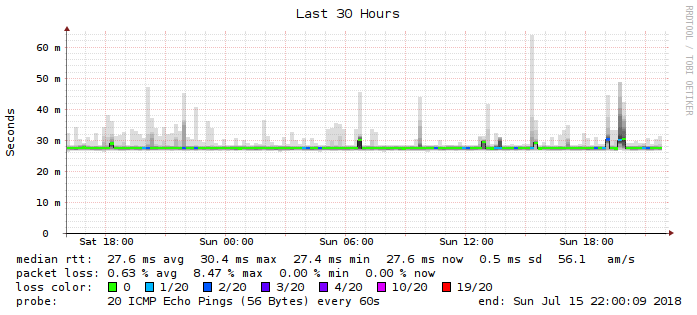 Last 30 Hours
RRDTOOL / TOBI OETIKER
Seconds
60 m
50 m
40 m
30 m
20 m
10 m
0
Sat 18:00 Sun 00:00 Sun 06:00 Sun 12:00 Sun 18:00
median rtt: 27.6 ms avg 30.4 ms max 27.4 ms min 27.6 ms now 0.5 ms sd 56.1 am/s
packet loss: 0.63 % avg 8.47 % max 0.00 % min 0.00 % now
loss color: 0 1/20 2/20 3/20 4/20 10/20 19/20
probe: 20 ICMP Echo Pings (56 Bytes) every 60s end: Sun Jul 15 22:00:09 2018